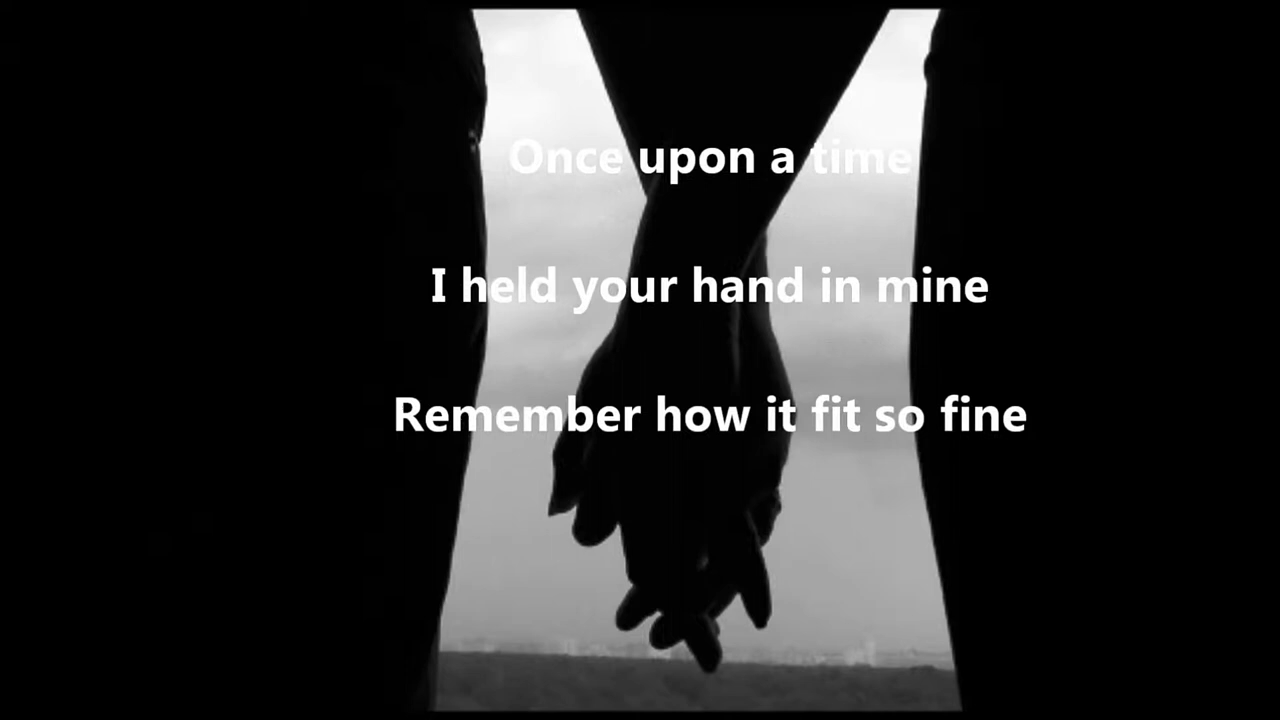 Once upon a time
I held your hand in mine
Remember how it fit so fine